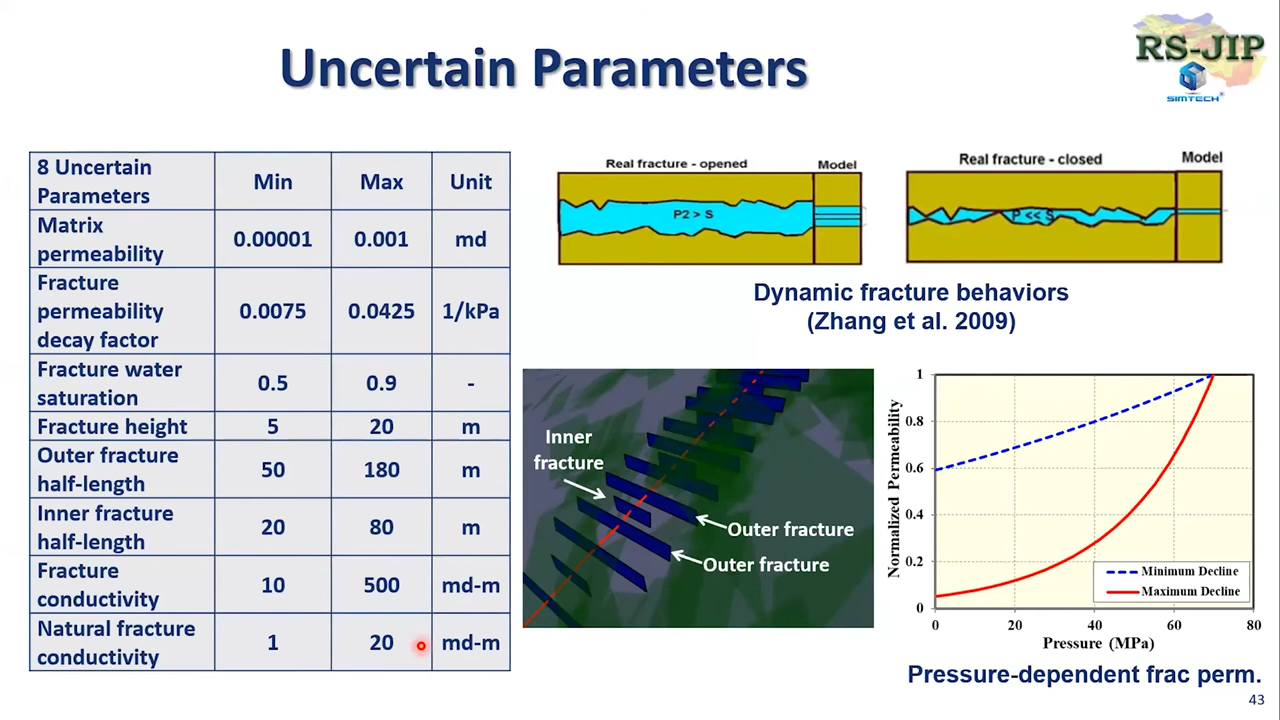 Uncertain Parameters
RS-JIP
SIMTECH
8 Uncertain
Parameters
Min
Max
Unit
Matrix
permeability
0.00001
0.001
md
Fracture
permeability
decay factor
0.0075
0.0425
1/kPa
Fracture water
saturation
0.5
0.9
-
Fracture height
5
20
m
Outer fracture
half-length
50
180
m
Inner fracture
half-length
20
80
m
Fracture
conductivity
10
500
md-m
Natural fracture
conductivity
1
20
md-m
Real fracture - opened
Model
P2 > S
Real fracture - closed
Model
P << S
Dynamic fracture behaviors
(Zhang et al. 2009)
Inner
fracture
Outer fracture
Outer fracture
Normalized Permeability
1
0.8
0.6
0.4
0.2
0
Minimum Decline
Maximum Decline
0
20
40
60
80
Pressure (MPa)
Pressure-dependent frac perm.
43